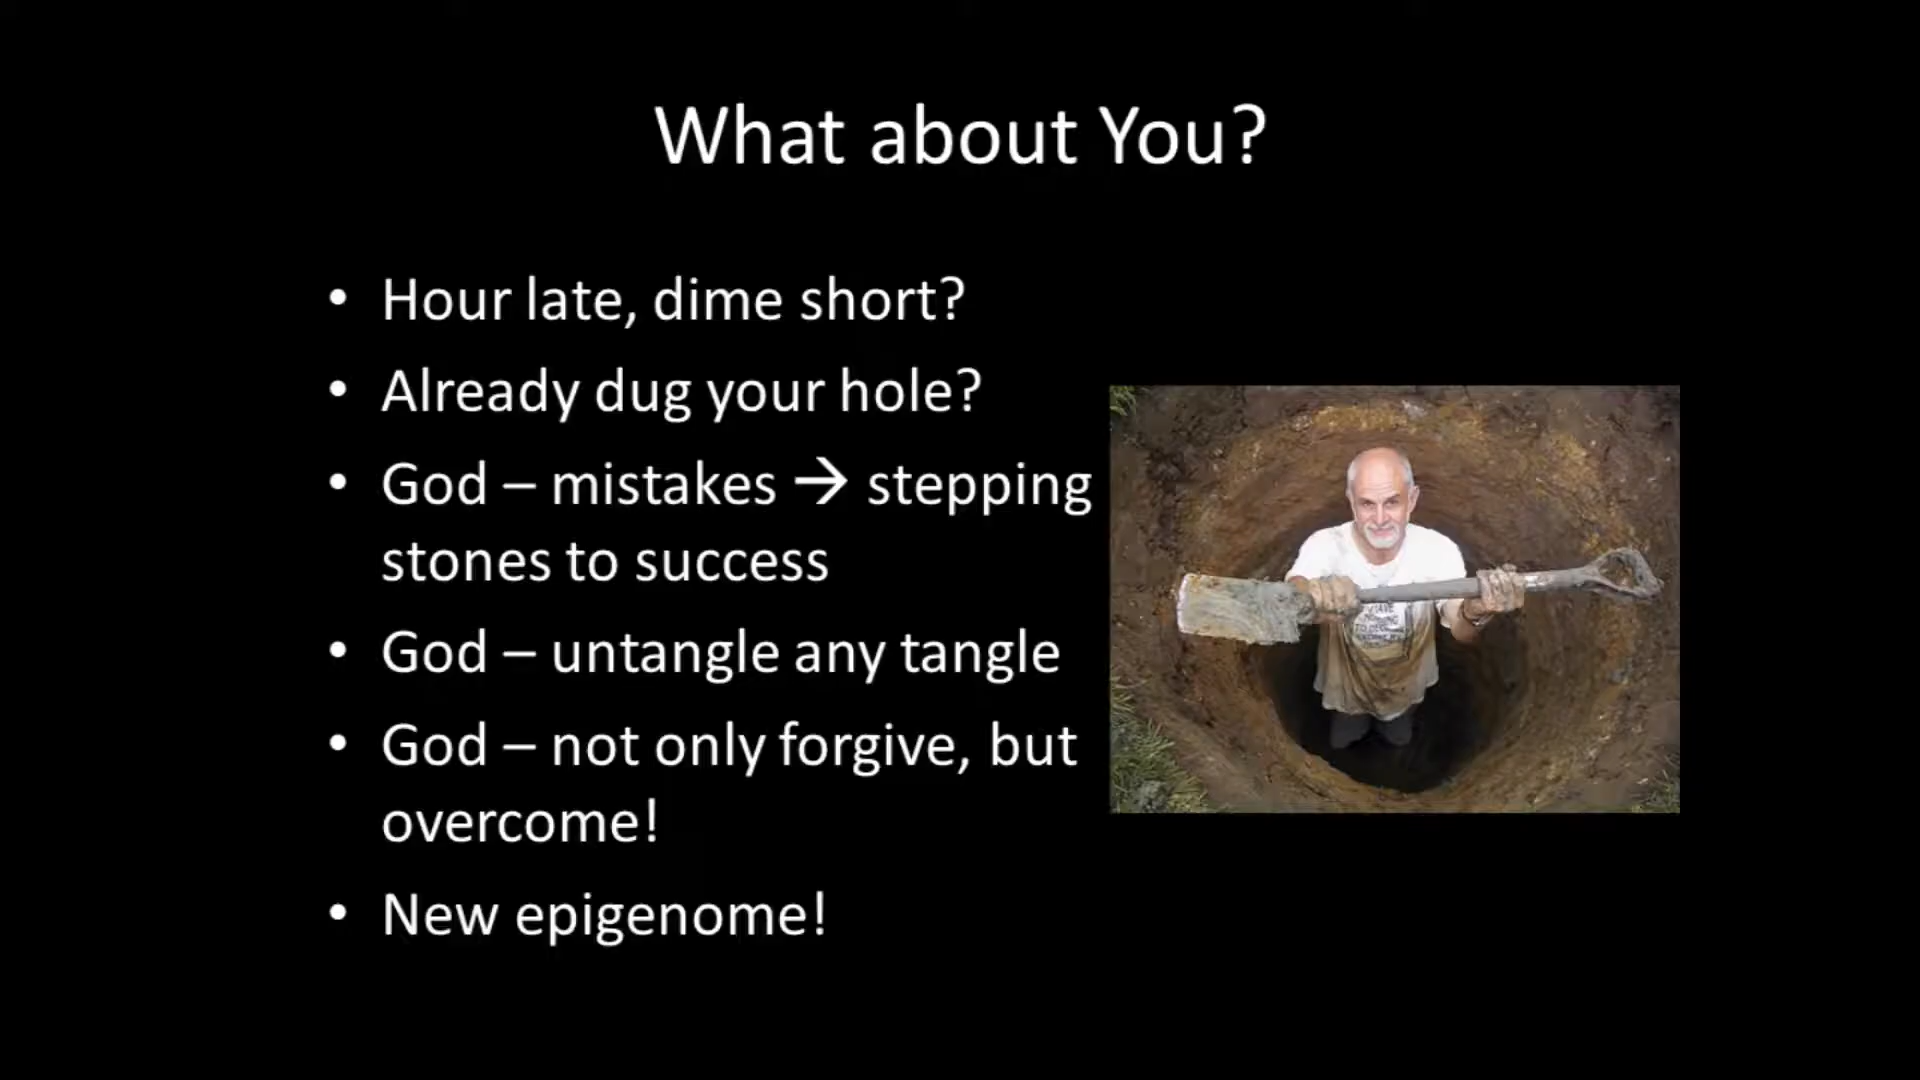 What about You?
• Hour late, dime short?
• Already dug your hole?
• God – mistakes → stepping
stones to success
• God – untangle any tangle
• God – not only forgive, but
overcome!
• New epigenome!